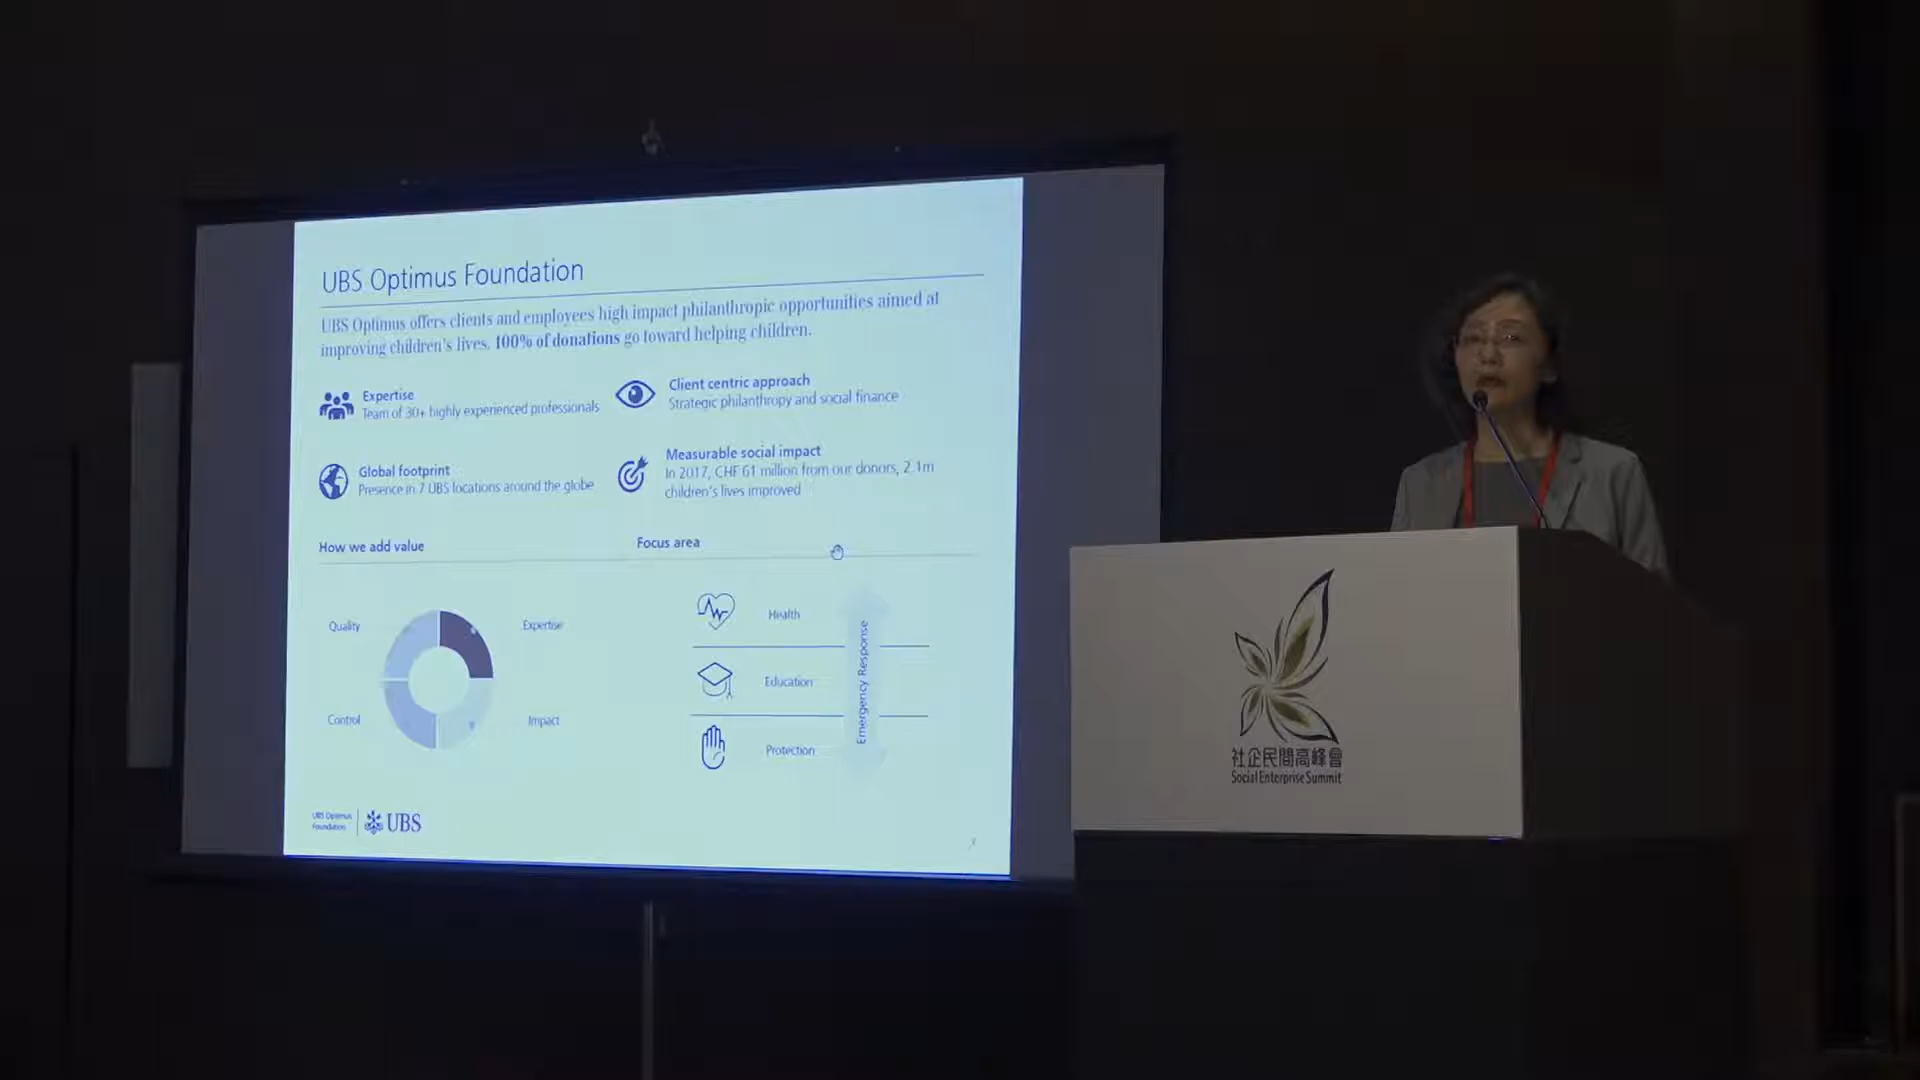 UBS Optimus Foundation
UBS Optimus offers clients and employees high impact philanthropic opportunities aimed at
improving children's lives. 100% of donations go toward helping children.
Expertise
Team of 30+ highly experienced professionals
Client centric approach
Strategic philanthropy and social finance
Global footprint
Presence in 7 UBS locations around the globe
Measurable social impact
In 2017, CHF 61 million from our donors, 2.1m
children's lives improved
How we add value
Quality
Expertise
Control
Impact
Focus area
Health
Education
Protection
Emergency Response
UBS Optimus
Foundation
UBS
社企民間高峰會
Social Enterprise Summit